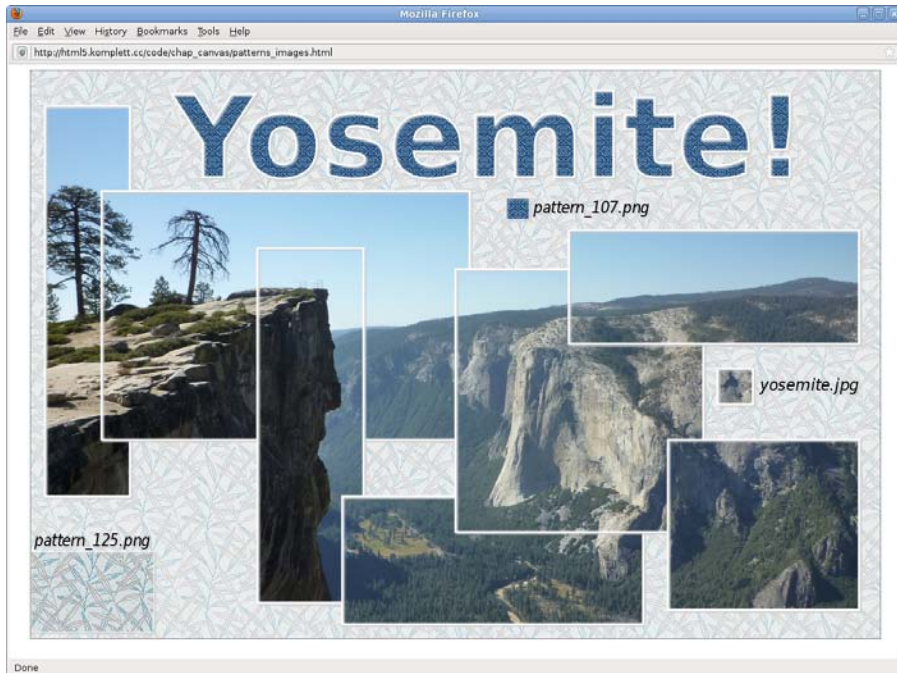 Mozilla Firefox
File Edit View History Bookmarks Tools Help
http://html5.komplett.cc/code/chap_canvas/patterns_images.html
Yosemite!
pattern_107.png
yosemite.jpg
pattern_125.png
Done